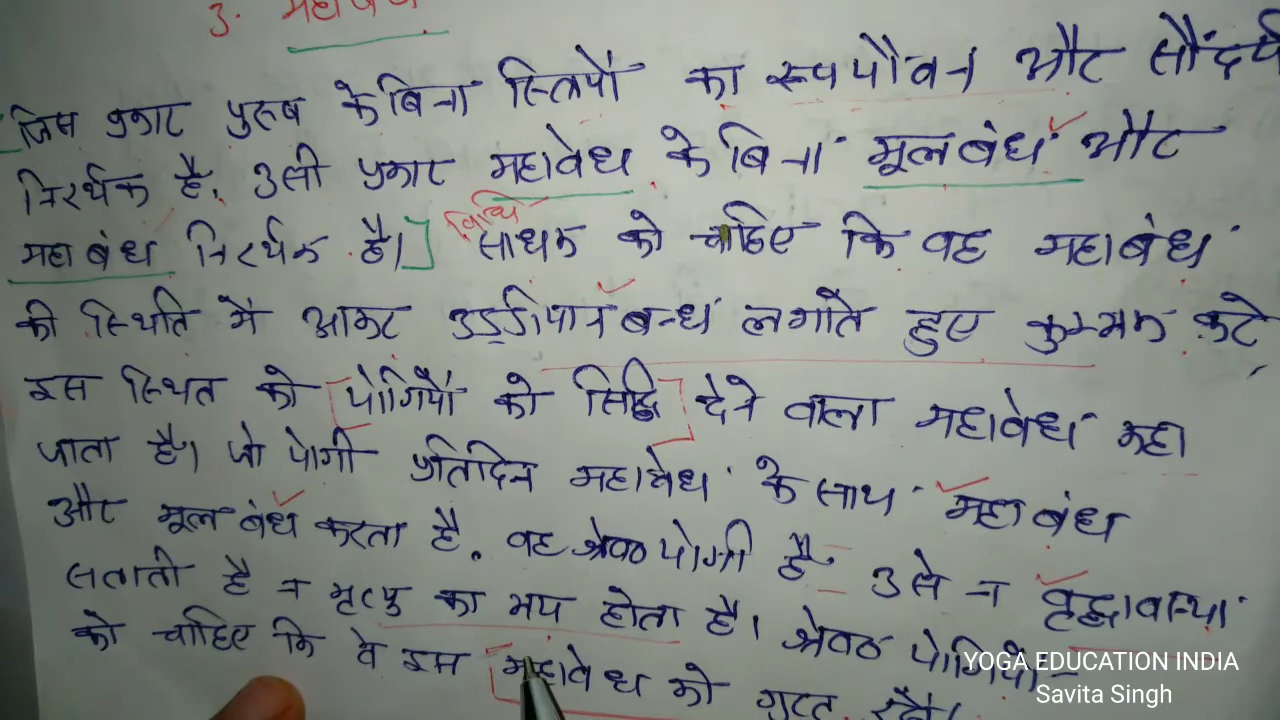 3. महाबंध
जिस प्रकार पुरुष के बिना स्त्रियों का रूप यौवन और सौंदर्य
निरर्थक है, उसी प्रकार महावेध के बिना मूलबंध और
महाबंध निरर्थक है।] विधि साधक को चाहिए कि वह महाबंध
की स्थिति में आकर उड्डीयान बन्ध लगाते हुए कुम्भक करे,
इस स्थित को [योगियों को सिद्धि] देने वाला महावेध कहा
जाता है। जो योगी प्रतिदिन महावेध के साथ महाबंध
और मूल बंध करता है. वह श्रेष्ठ योगी है उसे न वृद्धावस्था
सताती है न मृत्यु का भय होता है। श्रेष्ठ योगियों
को चाहिए कि वे इस महावेध को गुप्त रखें।
YOGA EDUCATION INDIA
Savita Singh